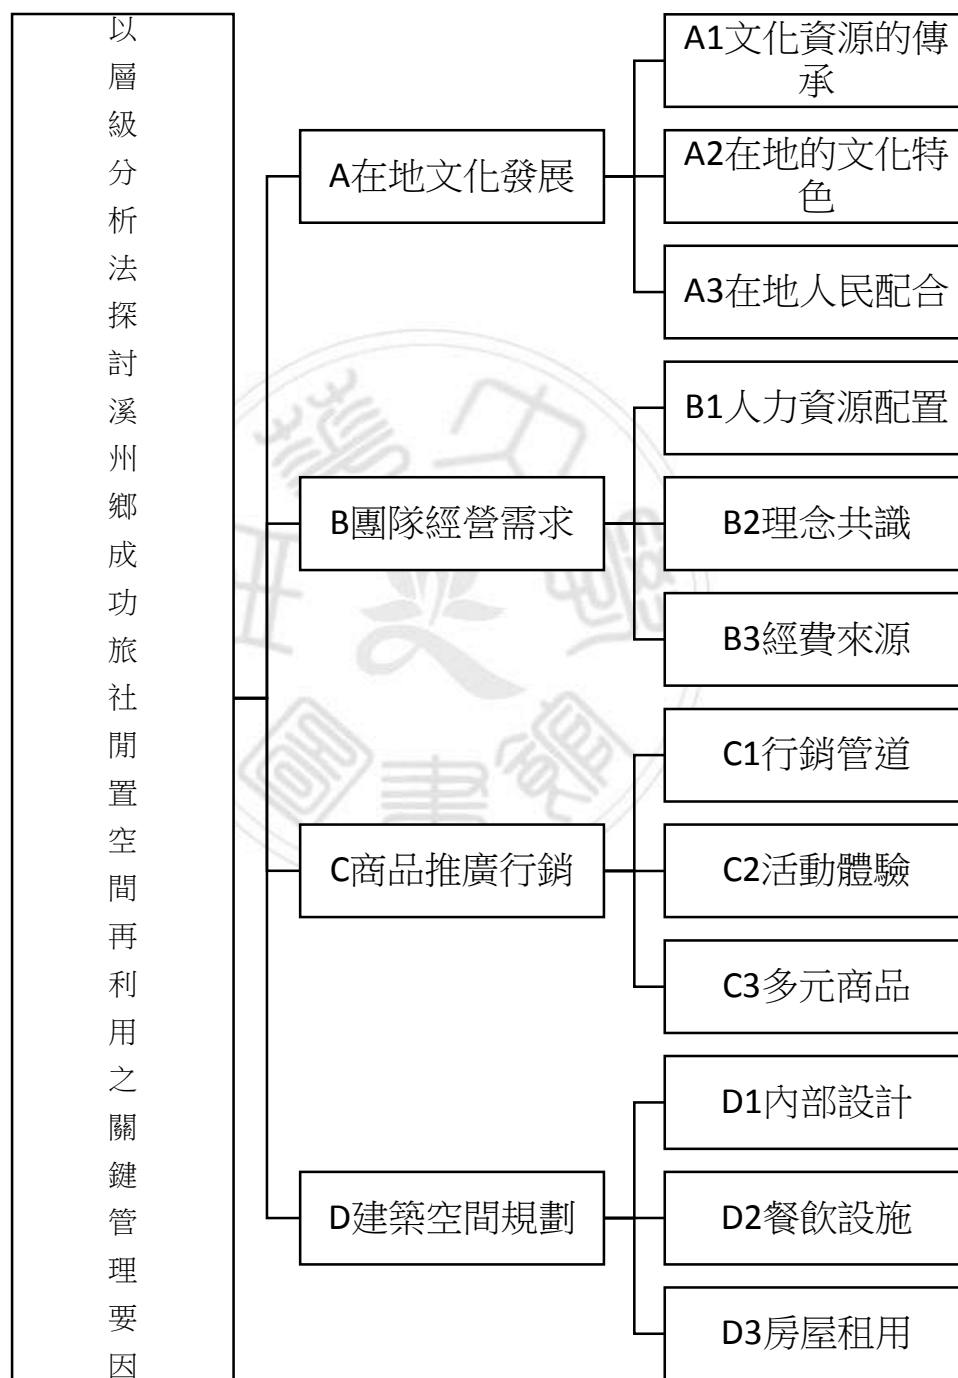 以層級分析法探討溪州鄉成功旅社閒置空間再利用之關鍵管理要因
A在地文化發展
A1文化資源的傳
承
A2在地的文化特
色
A3在地人民配合
B團隊經營需求
B1人力資源配置
B2理念共識
B3經費來源
C商品推廣行銷
C1行銷管道
C2活動體驗
C3多元商品
D建築空間規劃
D1內部設計
D2餐飲設施
D3房屋租用